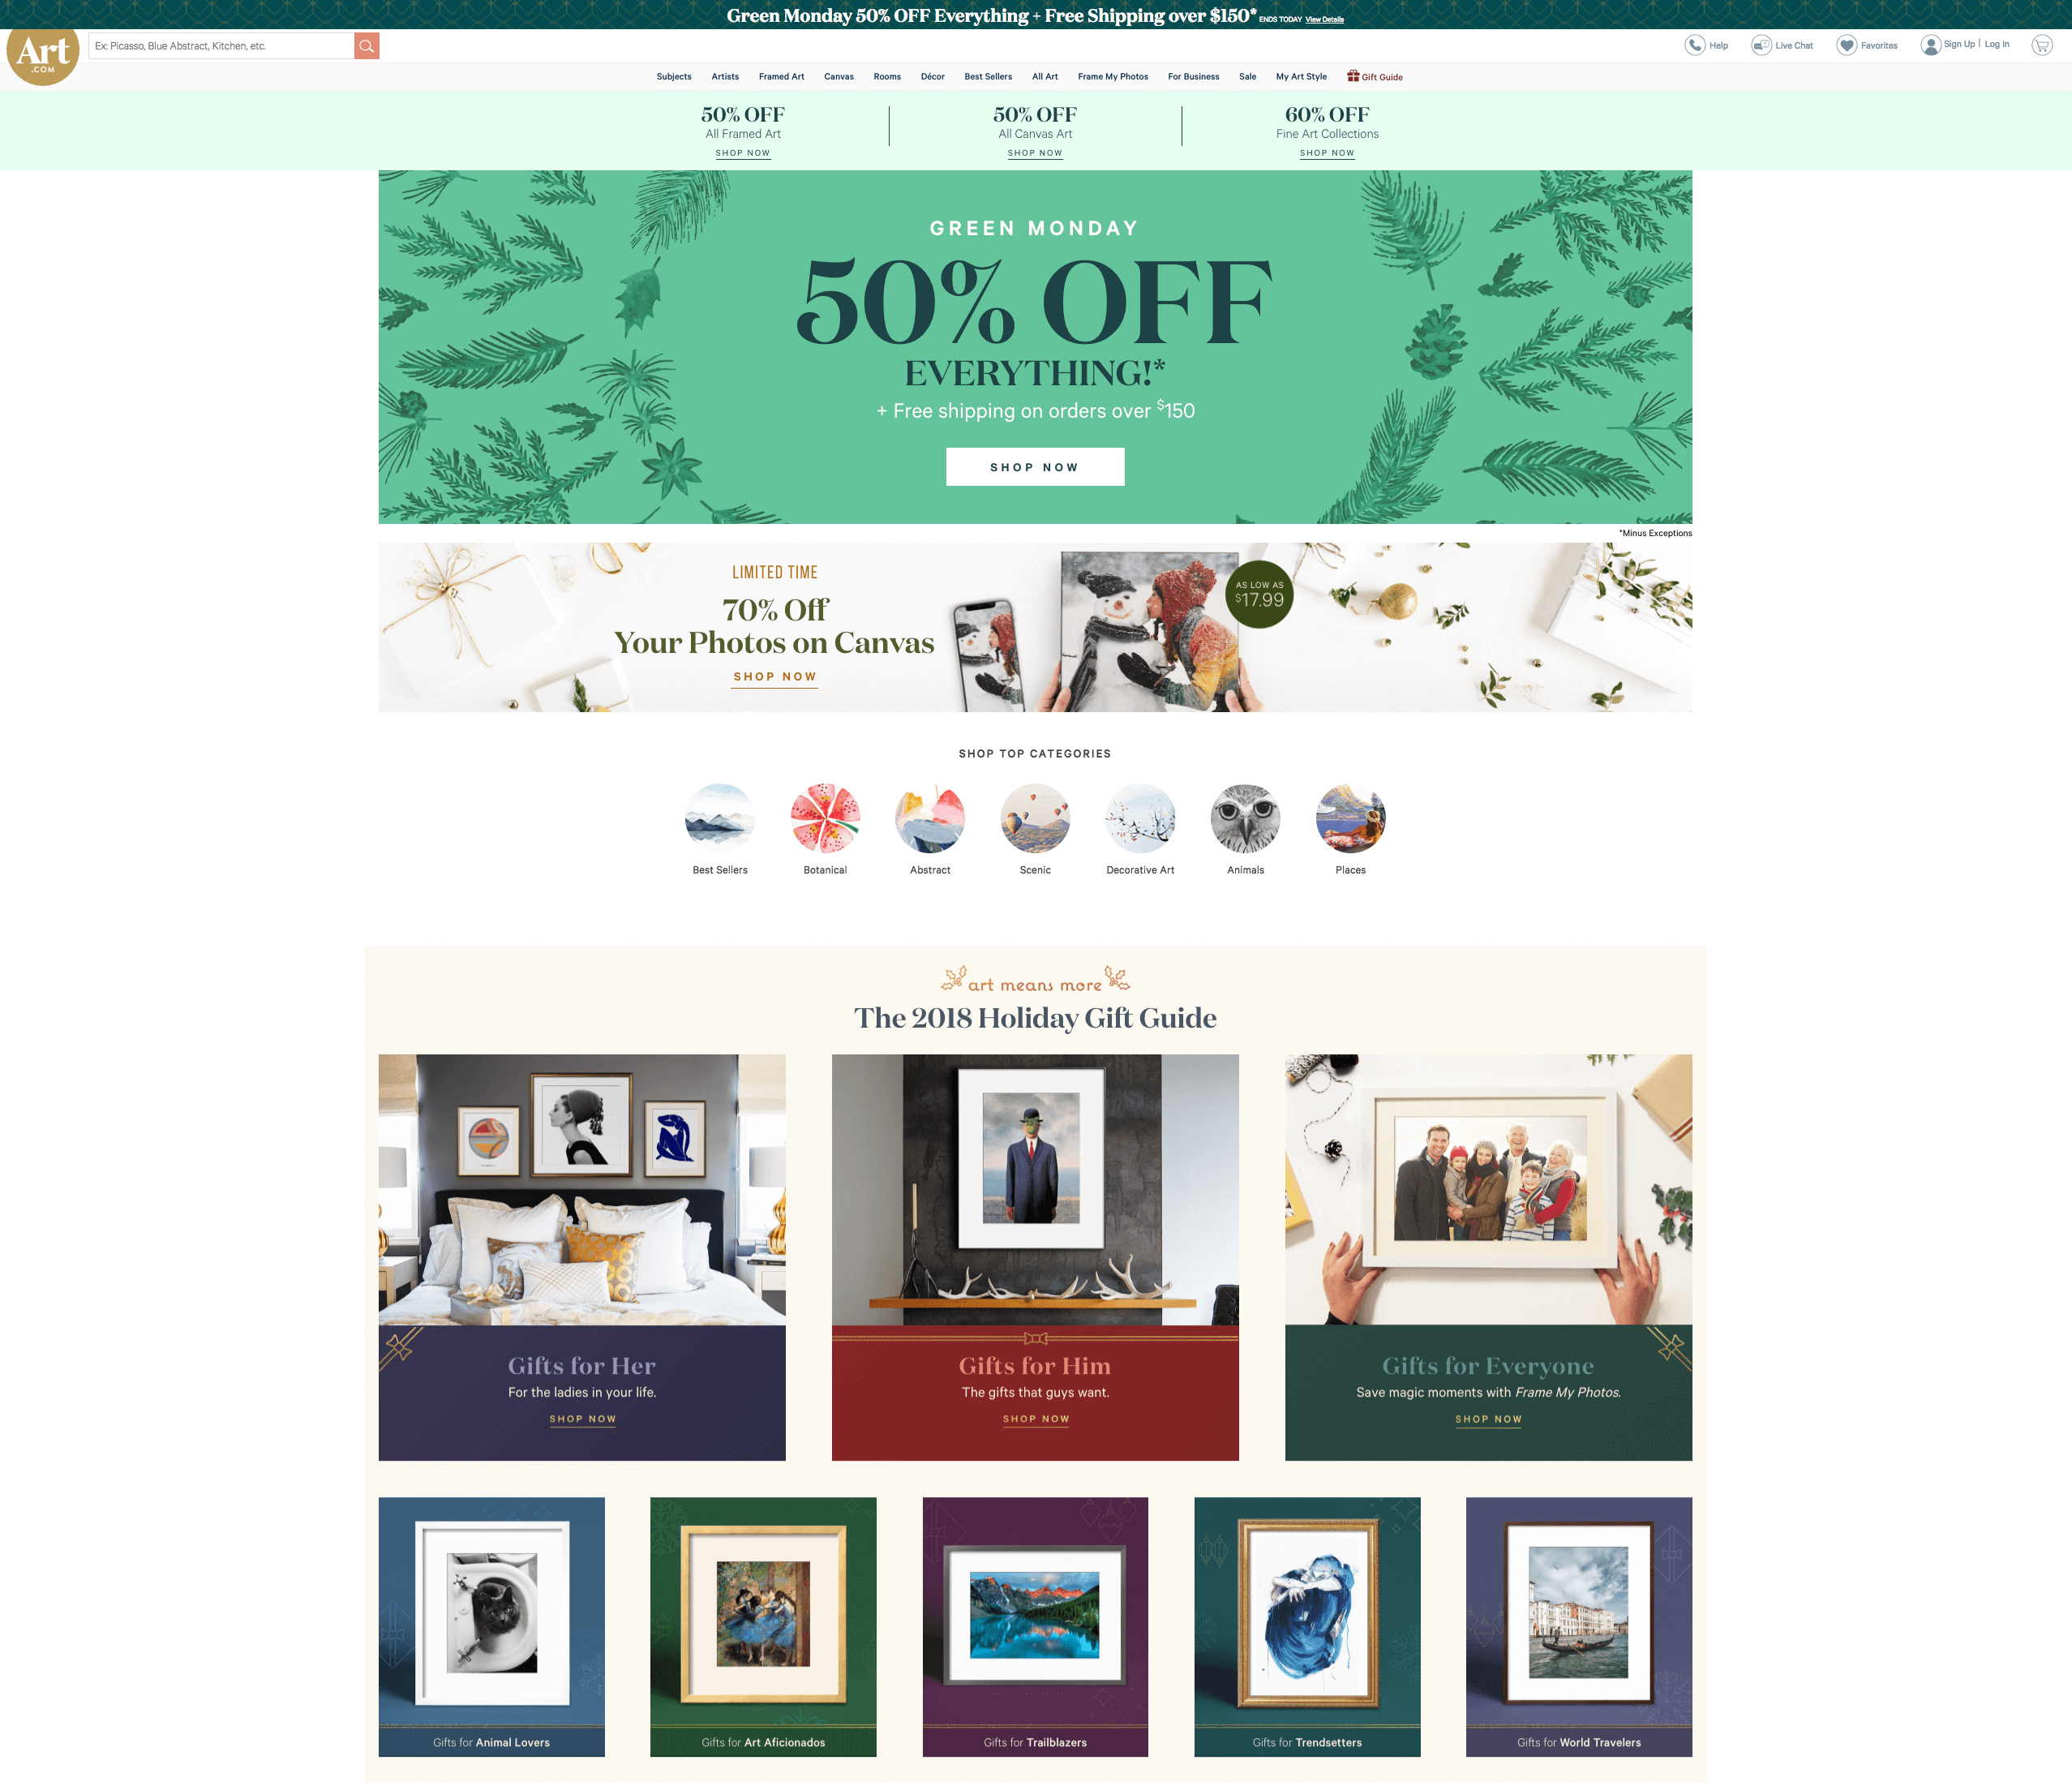 Green Monday 50% OFF Everything + Free Shipping over $150* ENDS TODAY View Details
Art
.COM
Ex: Picasso, Blue Abstract, Kitchen, etc.
Help
Live Chat
Favorites
Sign Up | Log In
Subjects Artists Framed Art Canvas Rooms Décor Best Sellers All Art Frame My Photos For Business Sale My Art Style Gift Guide
50% OFF
All Framed Art
SHOP NOW
50% OFF
All Canvas Art
SHOP NOW
60% OFF
Fine Art Collections
SHOP NOW
GREEN MONDAY
50% OFF
EVERYTHING!*
+ Free shipping on orders over $150
SHOP NOW
*Minus Exceptions
LIMITED TIME
70% Off
Your Photos on Canvas
SHOP NOW
AS LOW AS
$17.99
SHOP TOP CATEGORIES
Best Sellers
Botanical
Abstract
Scenic
Decorative Art
Animals
Places
art means more
The 2018 Holiday Gift Guide
Gifts for Her
For the ladies in your life.
SHOP NOW
Gifts for Him
The gifts that guys want.
SHOP NOW
Gifts for Everyone
Save magic moments with Frame My Photos.
SHOP NOW
Gifts for Animal Lovers
Gifts for Art Aficionados
Gifts for Trailblazers
Gifts for Trendsetters
Gifts for World Travelers